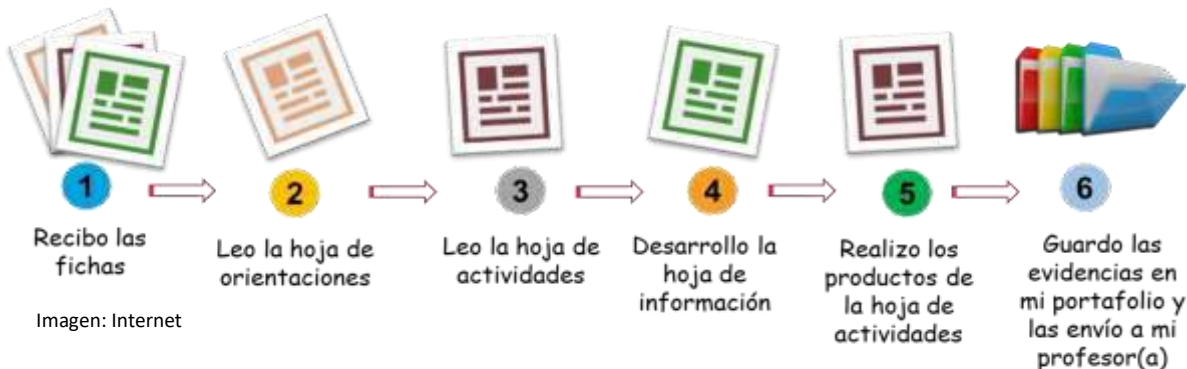 1
Recibo las
fichas
2
Leo la hoja de
orientaciones
3
Leo la hoja de
actividades
4
Desarrollo la
hoja de
información
5
Realizo los
productos de
la hoja de
actividades
6
Guardo las
evidencias en
mi portafolio y
las envío a mi
profesor(a)
Imagen: Internet